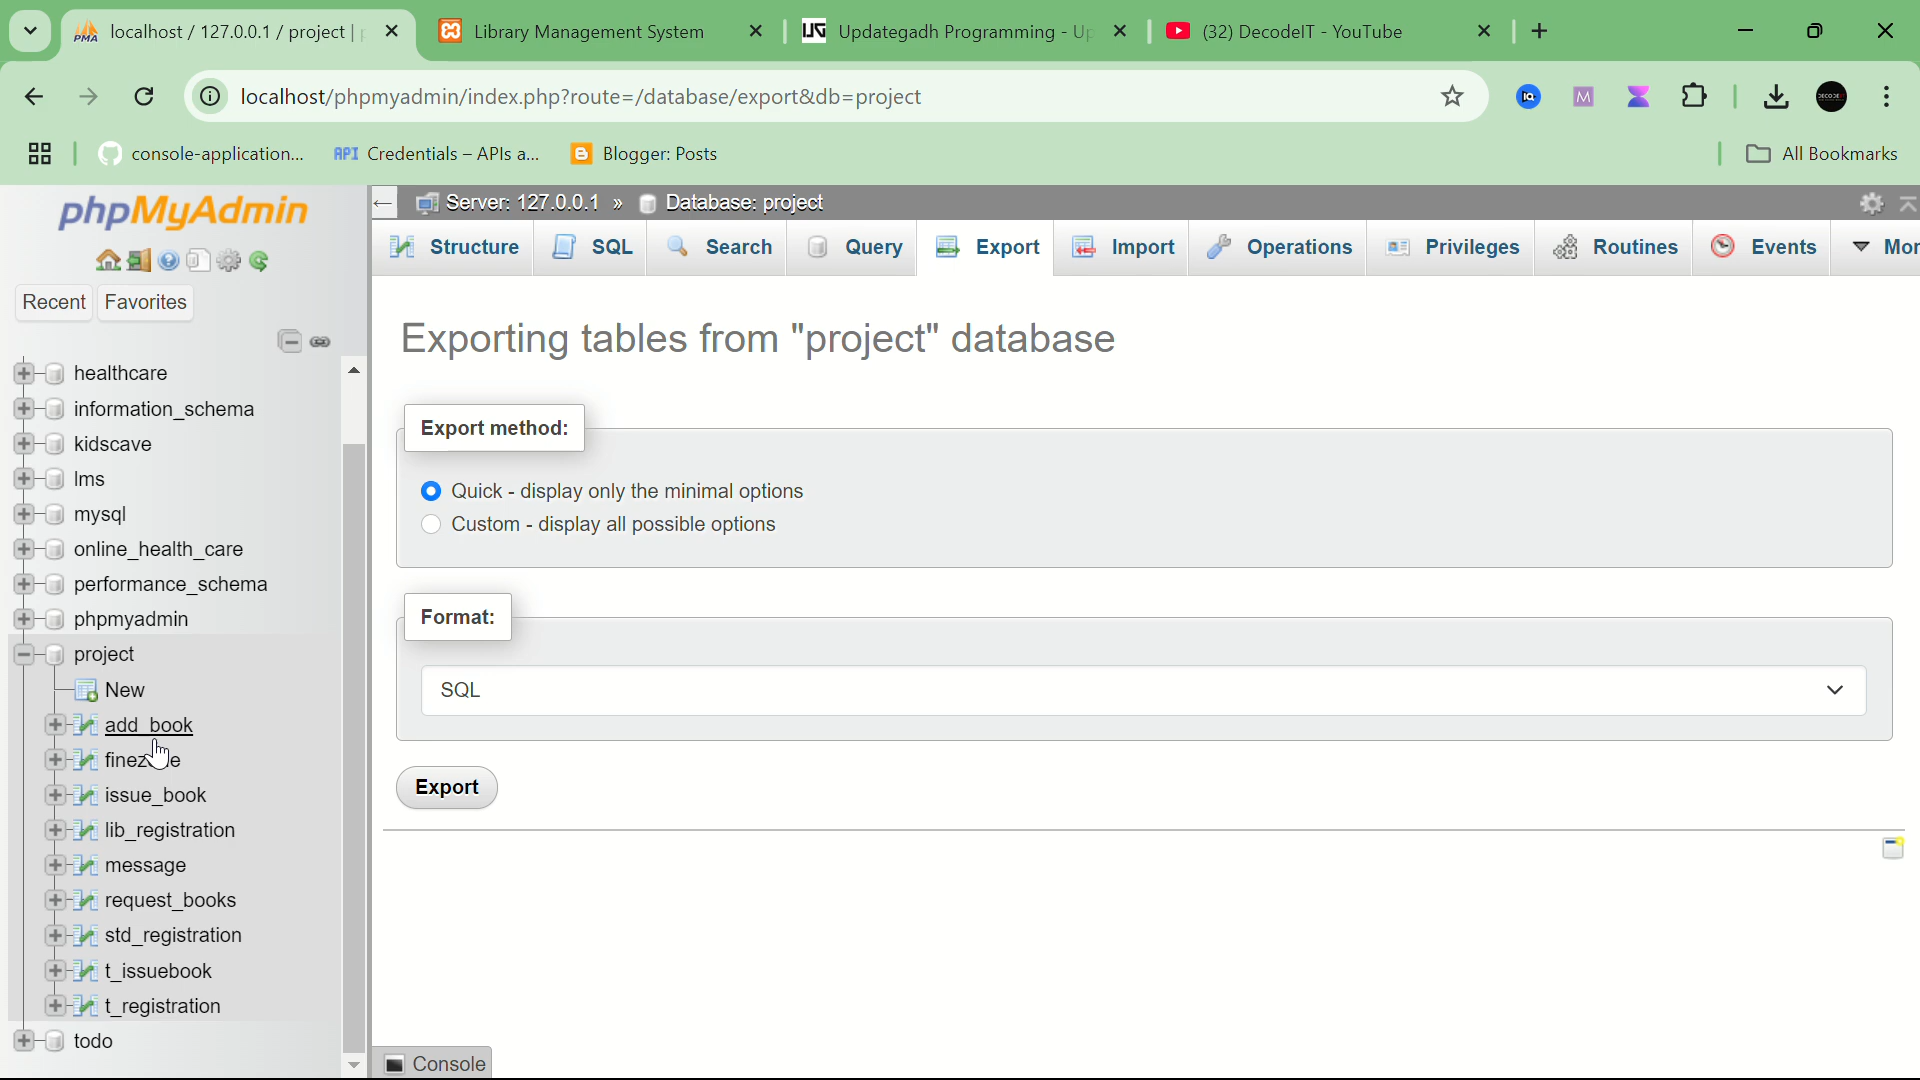 localhost / 127.0.0.1 / project |
Library Management System
Updategadh Programming - Up
(32) DecodeIT - YouTube
localhost/phpmyadmin/index.php?route=/database/export&db=project
console-application...
API Credentials – APIs a...
Blogger: Posts
All Bookmarks
phpMyAdmin
Recent
Favorites
healthcare
information_schema
kidscave
lms
mysql
online_health_care
performance_schema
phpmyadmin
project
New
add_book
issue_book
lib_registration
message
request_books
std_registration
t_issuebook
t_registration
todo
Server: 127.0.0.1 » Database: project
Structure
SQL
Search
Query
Export
Import
Operations
Privileges
Routines
Events
Mor
Exporting tables from "project" database
Export method:
Quick - display only the minimal options
Custom - display all possible options
Format:
SQL
Export
Console